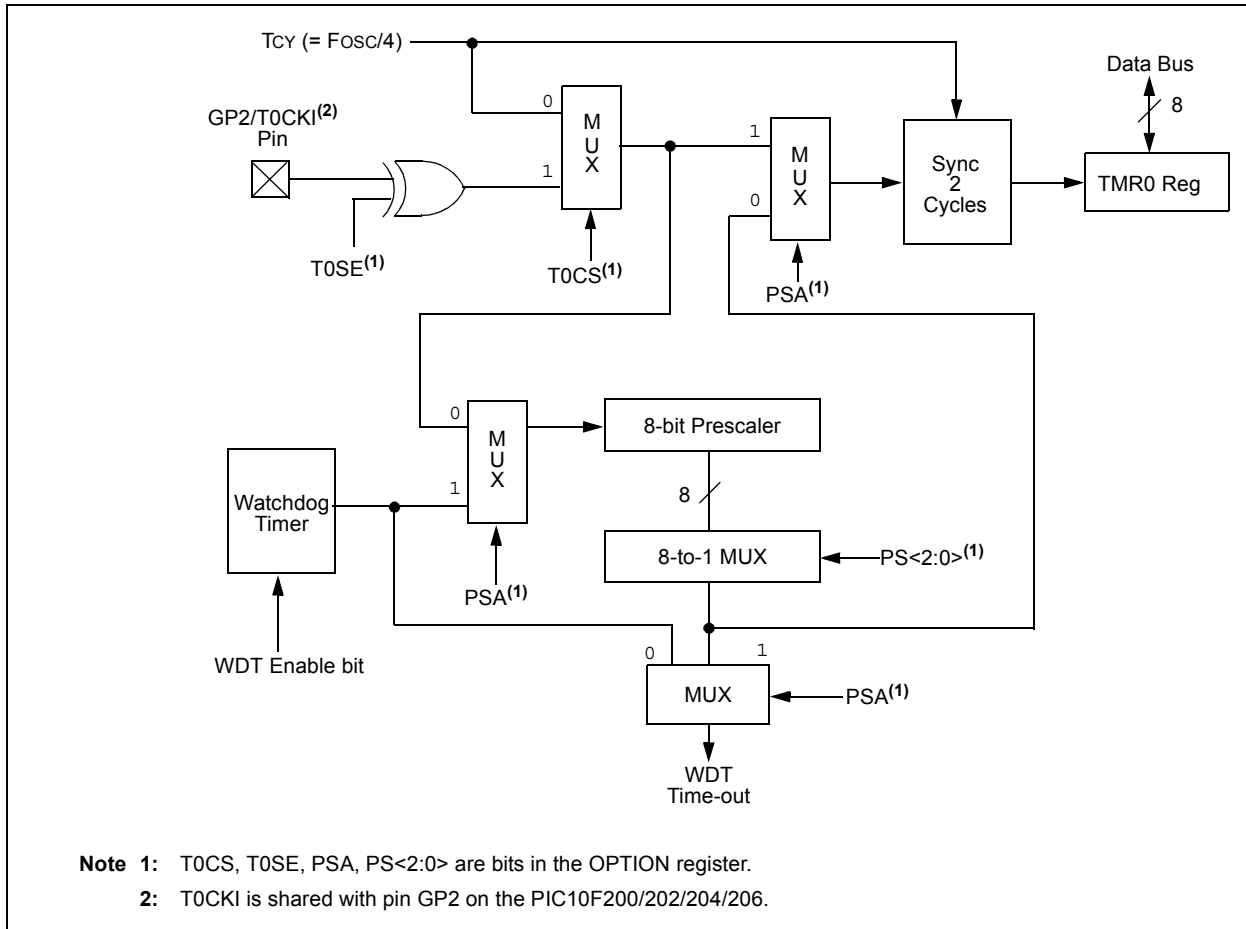 TCY (= FOSC/4)
Data Bus
8
GP2/T0CKI(2)
Pin
0
1
M
U
X
1
0
M
U
X
Sync
2
Cycles
TMR0 Reg
T0SE(1)
T0CS(1)
PSA(1)
0
1
M
U
X
8-bit Prescaler
8
Watchdog
Timer
8-to-1 MUX
PS<2:0>(1)
PSA(1)
WDT Enable bit
0
1
MUX
PSA(1)
WDT
Time-out
Note 1: T0CS, T0SE, PSA, PS<2:0> are bits in the OPTION register.
2: T0CKI is shared with pin GP2 on the PIC10F200/202/204/206.